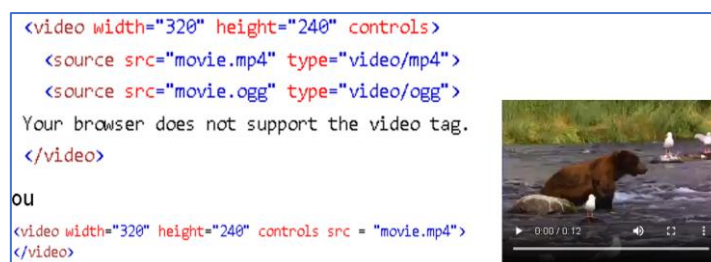 <video width="320" height="240" controls>
<source src="movie.mp4" type="video/mp4">
<source src="movie.ogg" type="video/ogg">
Your browser does not support the video tag.
</video>
ou
<video width="320" height="240" controls src = "movie.mp4">
</video>
0:00 / 0:12